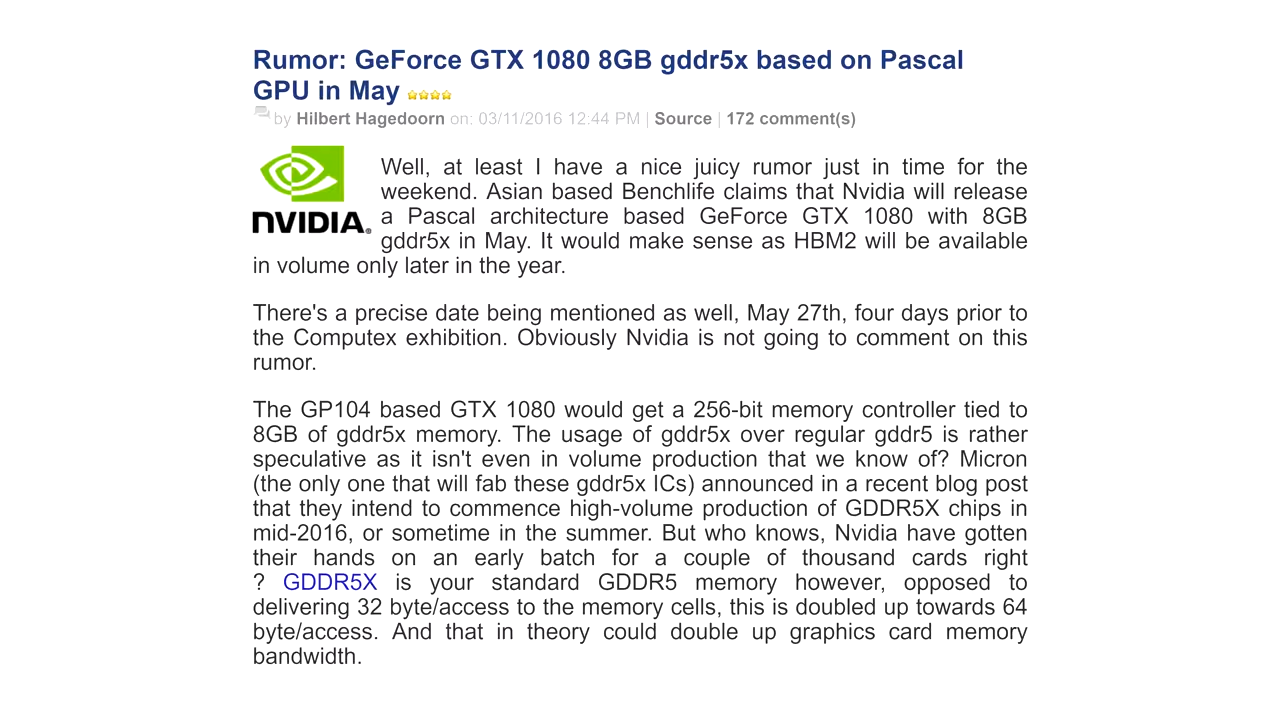 Rumor: GeForce GTX 1080 8GB gddr5x based on Pascal
GPU in May
by Hilbert Hagedoorn on: 03/11/2016 12:44 PM | Source | 172 comment(s)
NVIDIA®
Well, at least I have a nice juicy rumor just in time for the
weekend. Asian based Benchlife claims that Nvidia will release
a Pascal architecture based GeForce GTX 1080 with 8GB
gddr5x in May. It would make sense as HBM2 will be available
in volume only later in the year.
There's a precise date being mentioned as well, May 27th, four days prior to
the Computex exhibition. Obviously Nvidia is not going to comment on this
rumor.
The GP104 based GTX 1080 would get a 256-bit memory controller tied to
8GB of gddr5x memory. The usage of gddr5x over regular gddr5 is rather
speculative as it isn't even in volume production that we know of? Micron
(the only one that will fab these gddr5x ICs) announced in a recent blog post
that they intend to commence high-volume production of GDDR5X chips in
mid-2016, or sometime in the summer. But who knows, Nvidia have gotten
their hands on an early batch for a couple of thousand cards right
? GDDR5X is your standard GDDR5 memory however, opposed to
delivering 32 byte/access to the memory cells, this is doubled up towards 64
byte/access. And that in theory could double up graphics card memory
bandwidth.